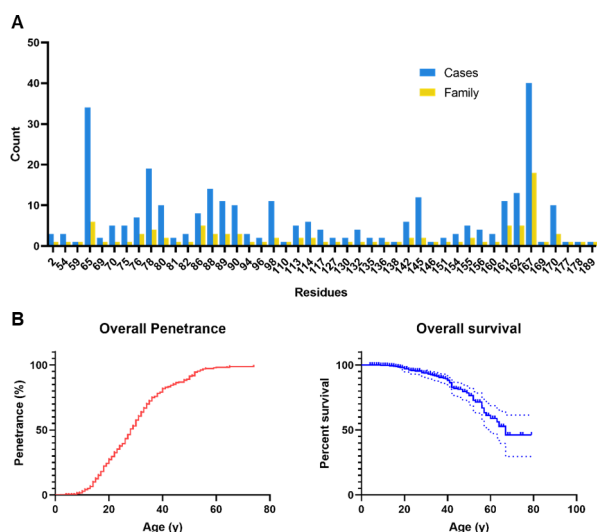 A
50
40
30
20
10
0
Count
Cases
Family
2 54 59 65 69 70 75 76 78 80 81 82 86 88 89 90 94 96 98 110 113 114 117 127 130 132 135 136 138 142 145 146 151 154 155 156 160 161 162 167 169 170 177 178 189
Residues
B
Overall Penetrance
Penetrance (%)
100
50
0
0 20 40 60 80
Age (y)
Overall survival
Percent survival
100
50
0
0 20 40 60 80 100
Age (y)